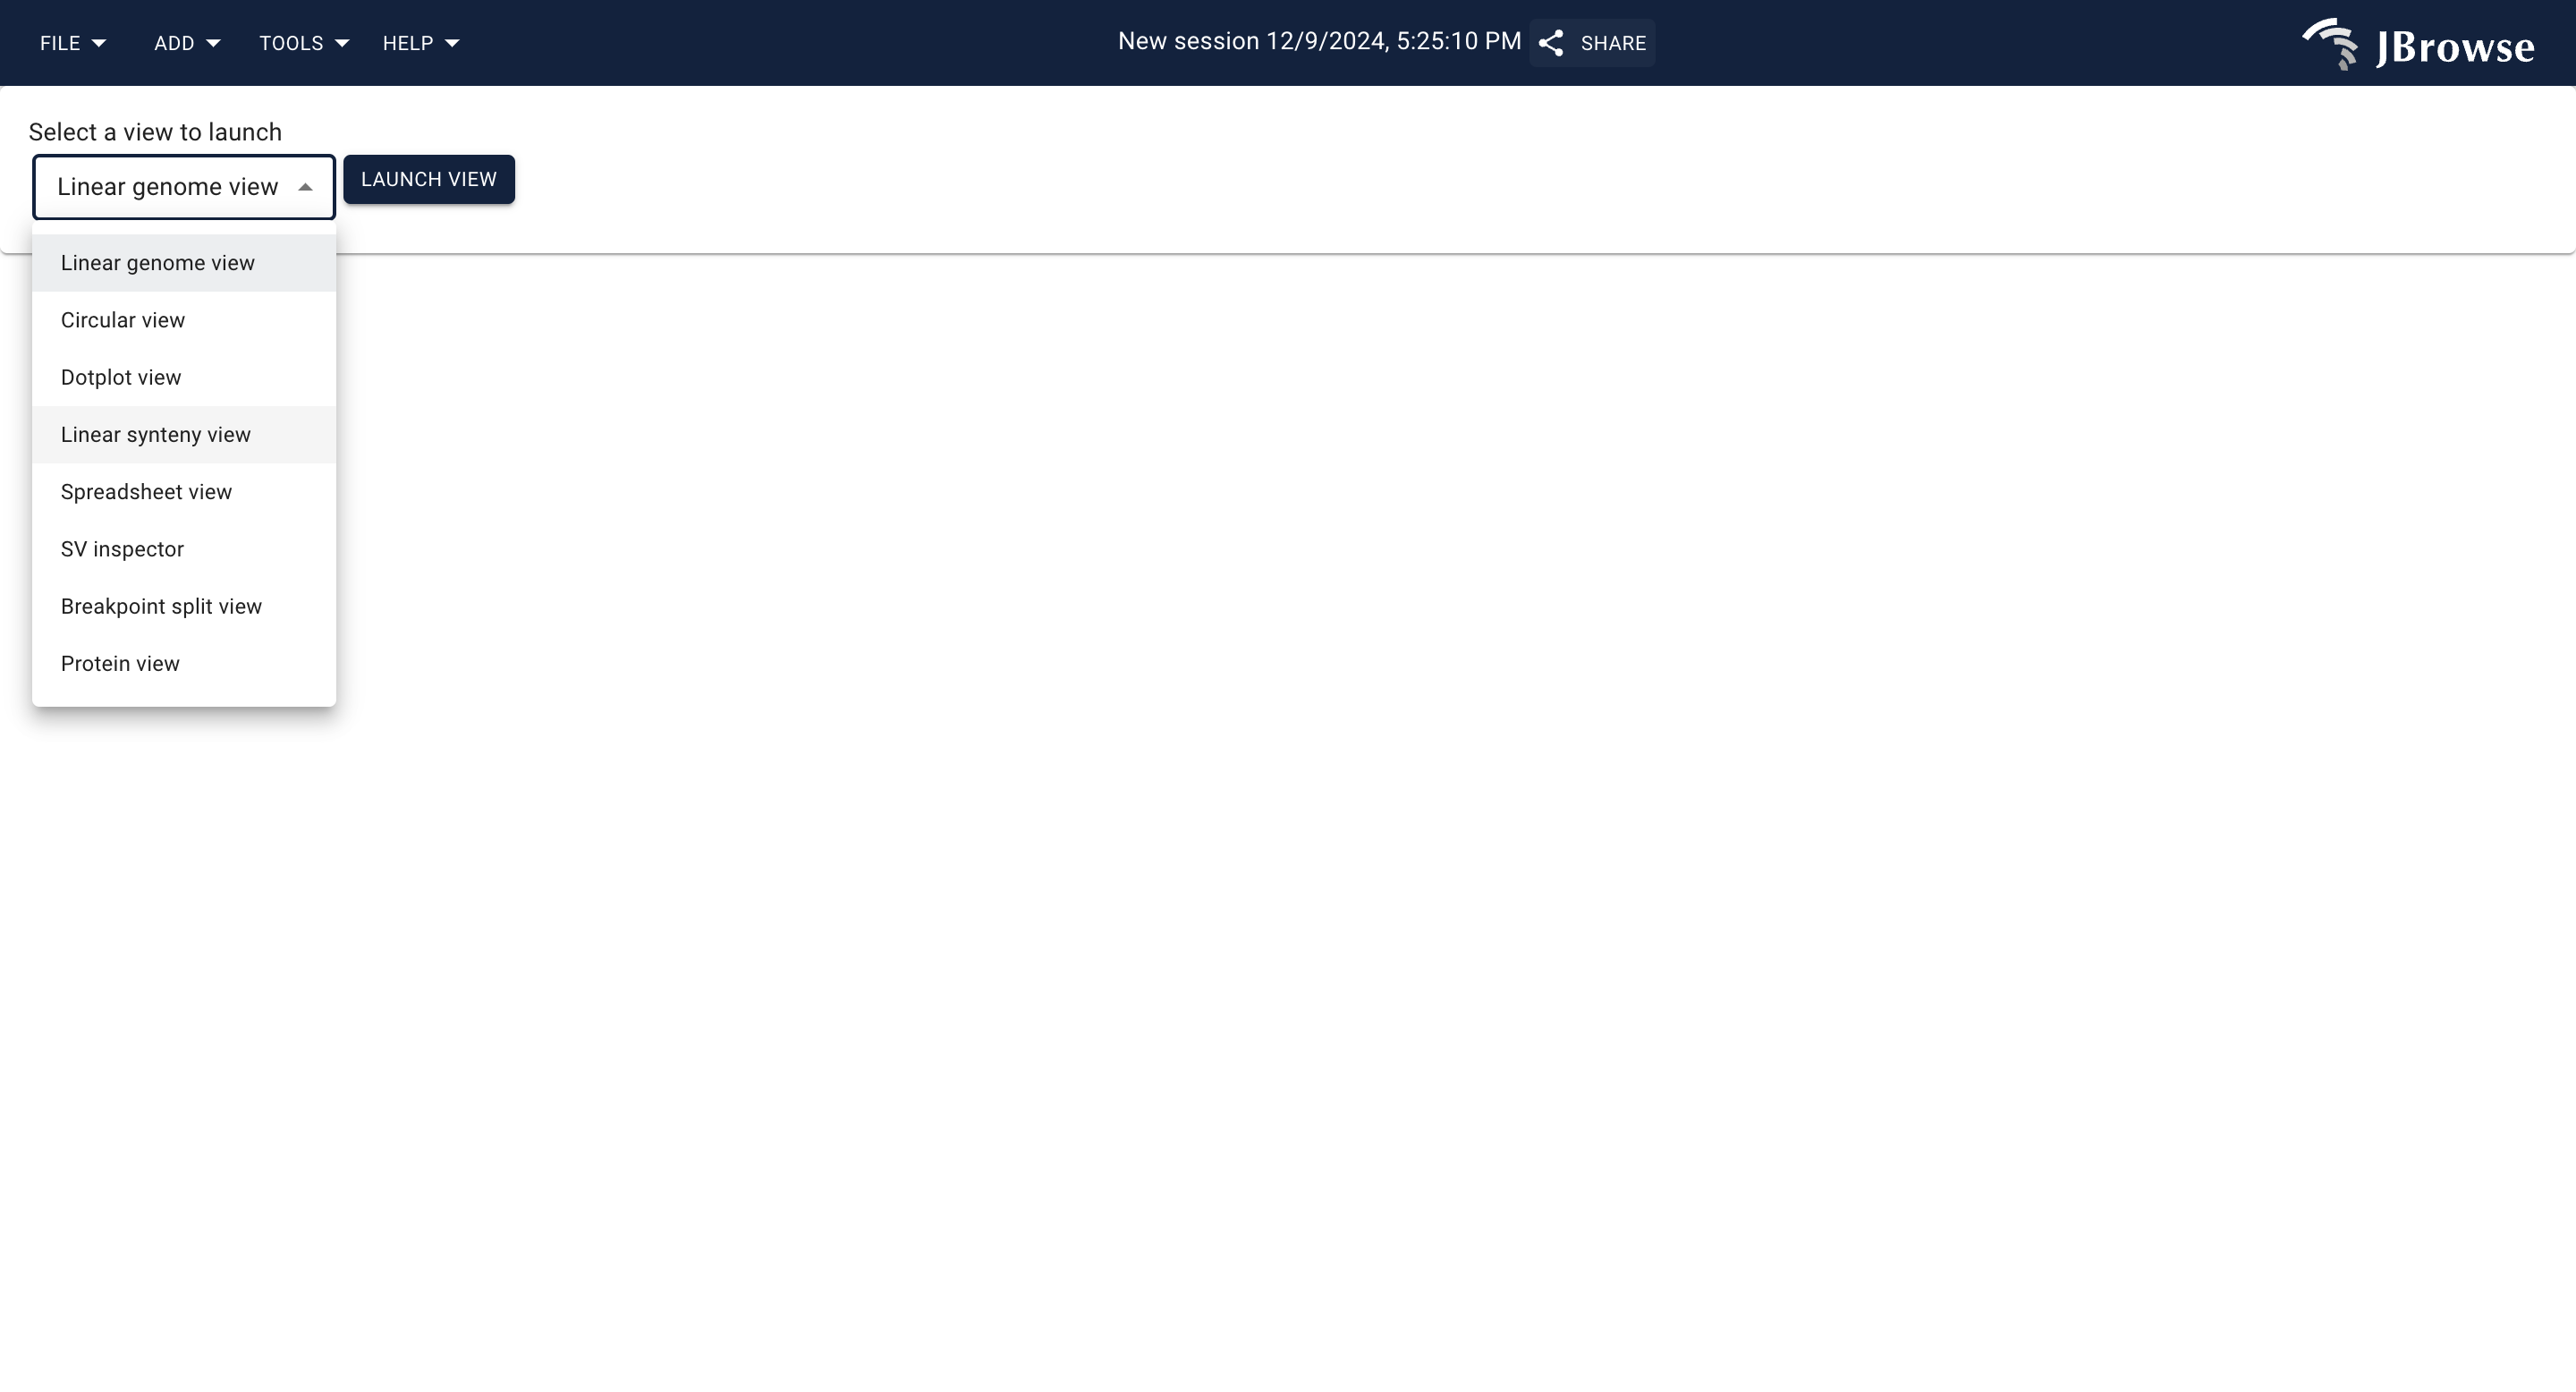 FILE ADD TOOLS HELP New session 12/9/2024, 5:25:10 PM SHARE JBrowse
Select a view to launch
Linear genome view LAUNCH VIEW
Linear genome view
Circular view
Dotplot view
Linear synteny view
Spreadsheet view
SV inspector
Breakpoint split view
Protein view